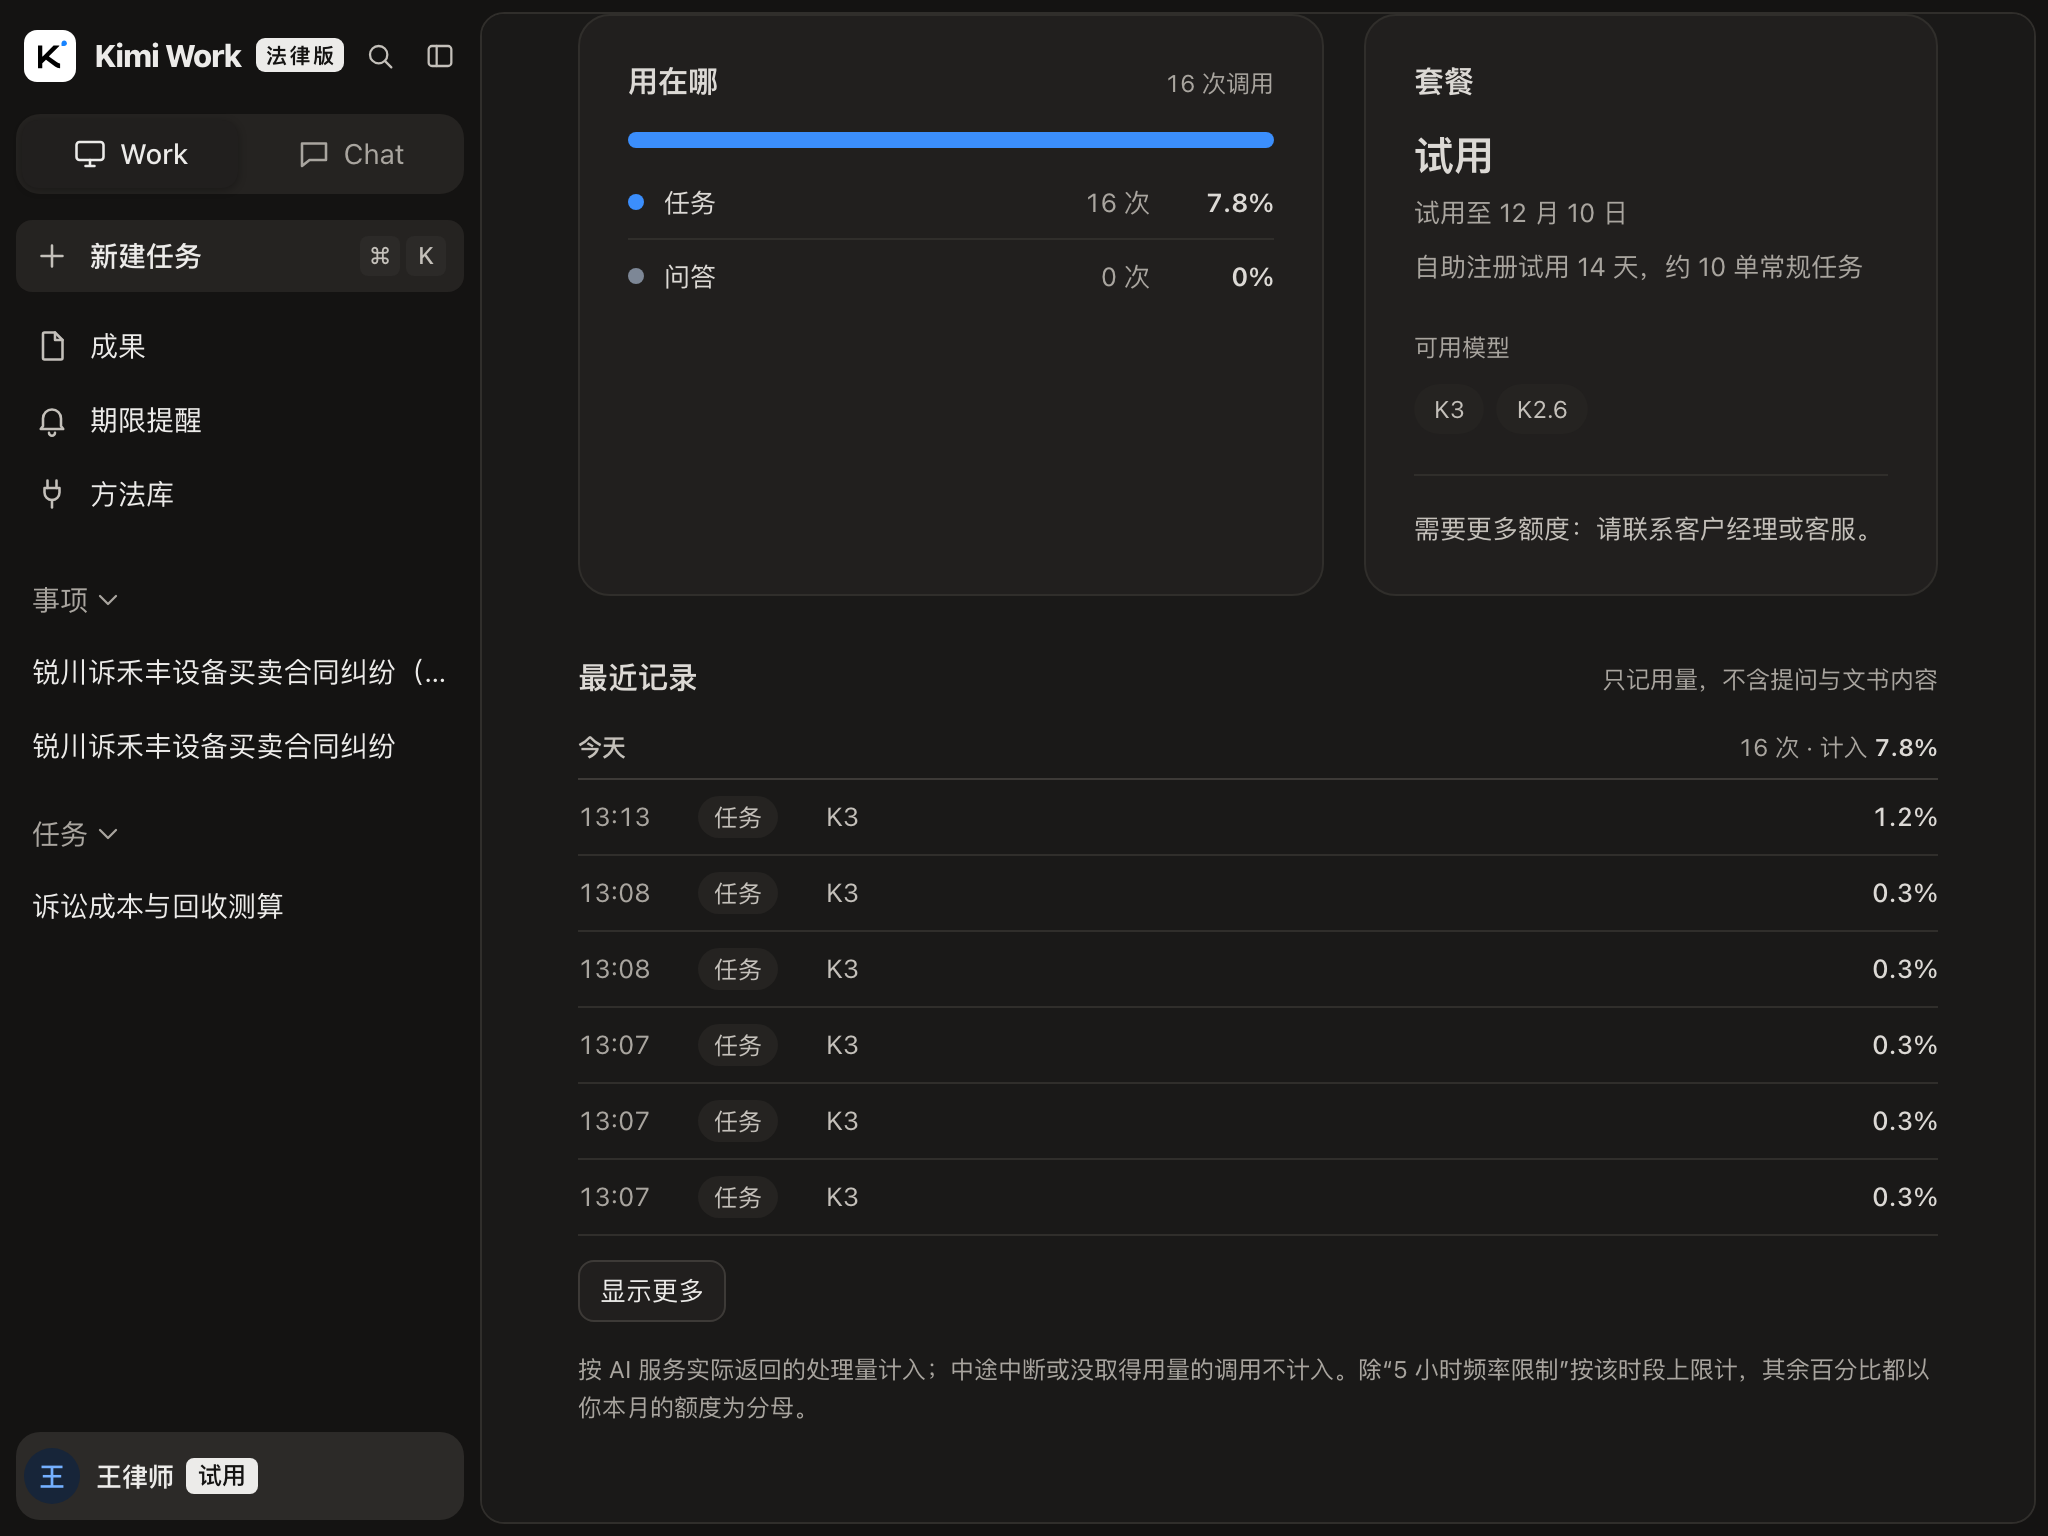 Kimi Work 法律版
Work
Chat
新建任务 ⌘ K
成果
期限提醒
方法库
事项
锐川诉禾丰设备买卖合同纠纷（...
锐川诉禾丰设备买卖合同纠纷
任务
诉讼成本与回收测算
王 王律师 试用
用在哪 16 次调用
任务 16 次 7.8%
问答 0 次 0%
套餐
试用
试用至 12 月 10 日
自助注册试用 14 天，约 10 单常规任务
可用模型
K3 K2.6
需要更多额度：请联系客户经理或客服。
最近记录 只记用量，不含提问与文书内容
今天 16 次 · 计入 7.8%
13:13 任务 K3 1.2%
13:08 任务 K3 0.3%
13:08 任务 K3 0.3%
13:07 任务 K3 0.3%
13:07 任务 K3 0.3%
13:07 任务 K3 0.3%
显示更多
按 AI 服务实际返回的处理量计入；中途中断或没取得用量的调用不计入。除“5 小时频率限制”按该时段上限计，其余百分比都以
你本月的额度为分母。